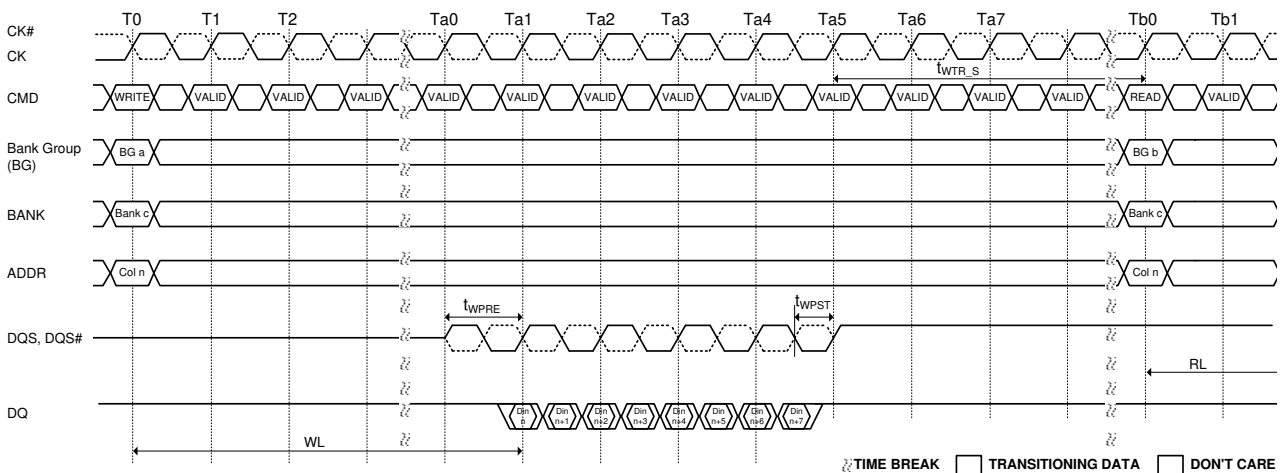 T0 T1 T2 Ta0 Ta1 Ta2 Ta3 Ta4 Ta5 Ta6 Ta7 Tb0 Tb1
CK#
CK
tWTR_S
CMD WRITE VALID VALID VALID VALID VALID VALID VALID VALID VALID VALID VALID VALID READ VALID
Bank Group
(BG)
BG a BG b
BANK Bank c Bank c
ADDR Col n Col n
tWPRE tWPST
DQS, DQS#
RL
DQ Din n Din n+1 Din n+2 Din n+3 Din n+4 Din n+5 Din n+6 Din n+7
WL
TIME BREAK TRANSITIONING DATA DON'T CARE